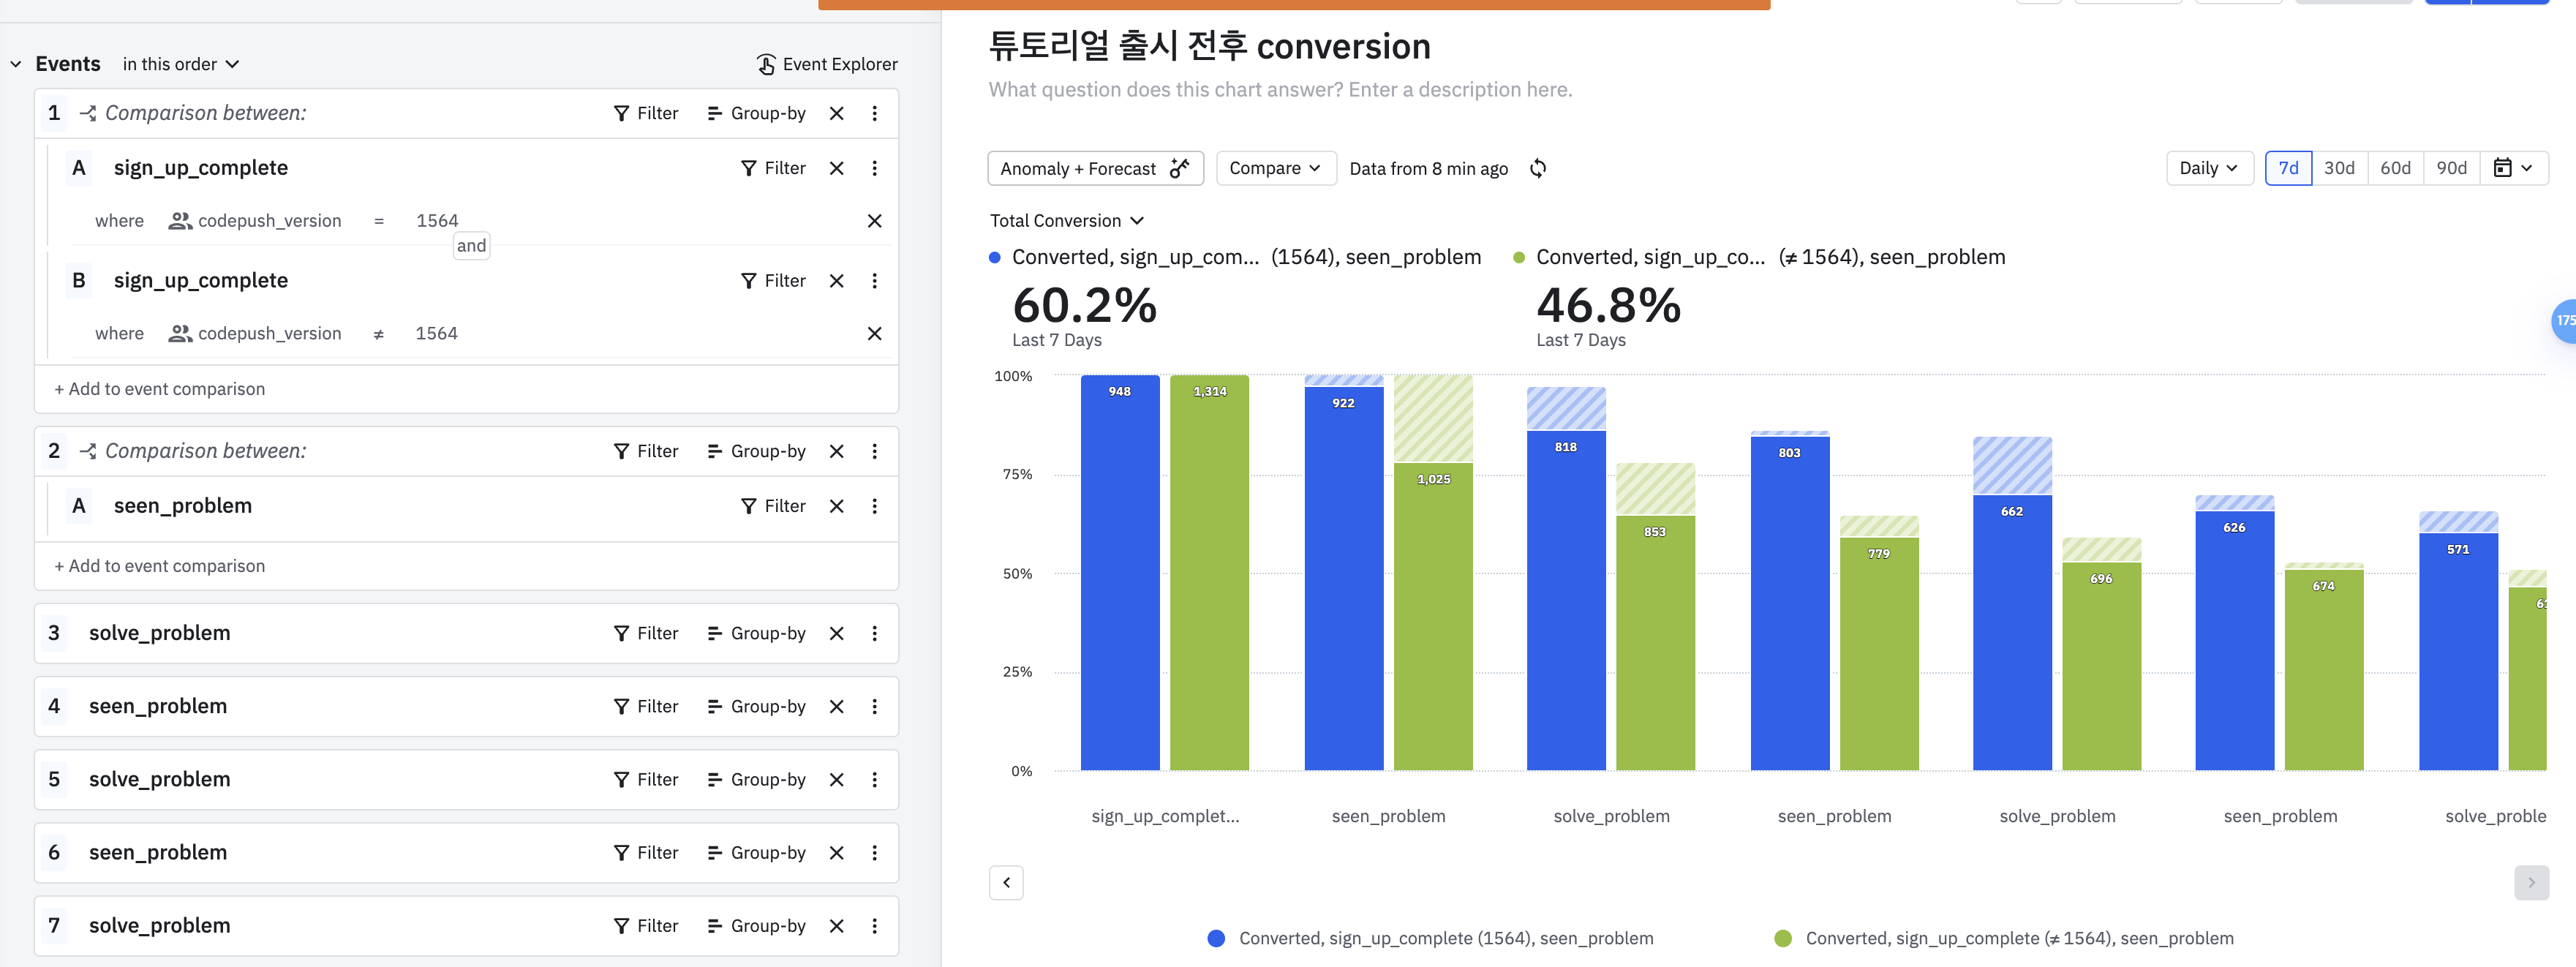 Events in this order Event Explorer
1 Comparison between: Filter Group-by
A sign_up_complete Filter
where codepush_version = 1564
and
B sign_up_complete Filter
where codepush_version ≠ 1564
+ Add to event comparison
2 Comparison between: Filter Group-by
A seen_problem Filter
+ Add to event comparison
3 solve_problem Filter Group-by
4 seen_problem Filter Group-by
5 solve_problem Filter Group-by
6 seen_problem Filter Group-by
7 solve_problem Filter Group-by
튜토리얼 출시 전후 conversion
What question does this chart answer? Enter a description here.
Anomaly + Forecast Compare Data from 8 min ago Daily 7d 30d 60d 90d
Total Conversion
Converted, sign_up_com... (1564), seen_problem
60.2%
Last 7 Days
Converted, sign_up_co... (≠ 1564), seen_problem
46.8%
Last 7 Days
175
100%
75%
50%
25%
0%
948 1,314 922 1,025 818 853 803 779 662 696 626 674 571
sign_up_complet... seen_problem solve_problem seen_problem solve_problem seen_problem solve_proble
Converted, sign_up_complete (1564), seen_problem
Converted, sign_up_complete (≠ 1564), seen_problem